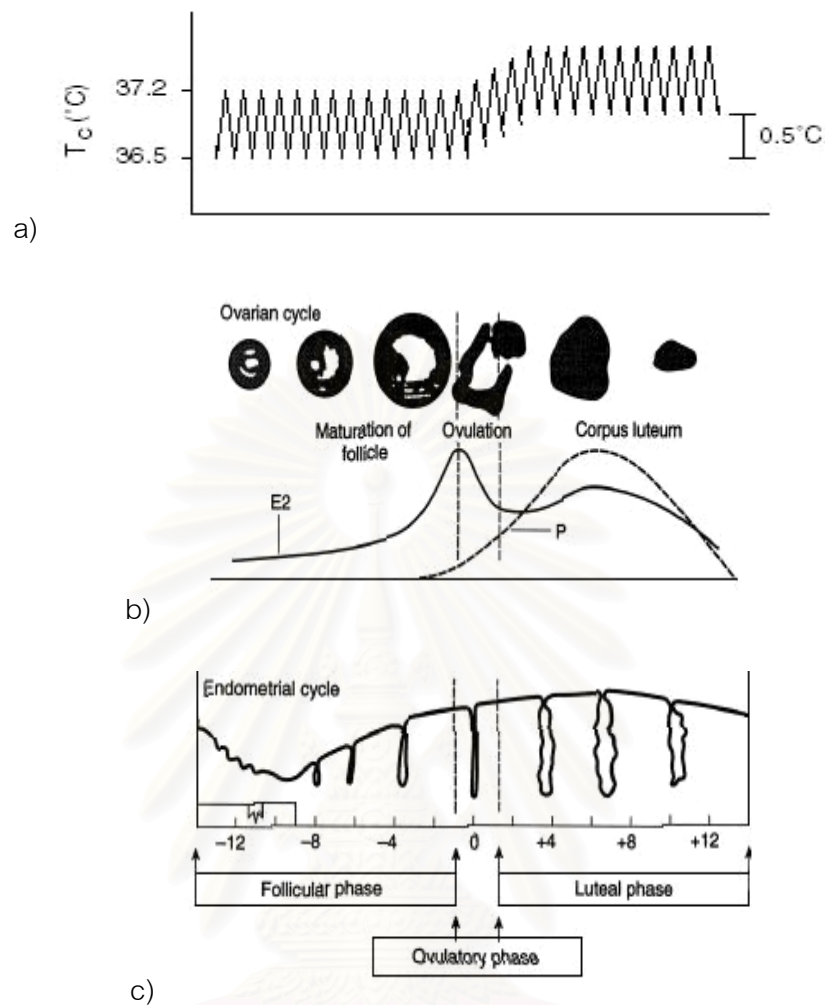 T_C (°C)
37.2
36.5
0.5°C
a)
Ovarian cycle
Maturation of
follicle
Ovulation
Corpus luteum
E2
P
b)
Endometrial cycle
-12
-8
-4
0
+4
+8
+12
Follicular phase
Luteal phase
Ovulatory phase
c)